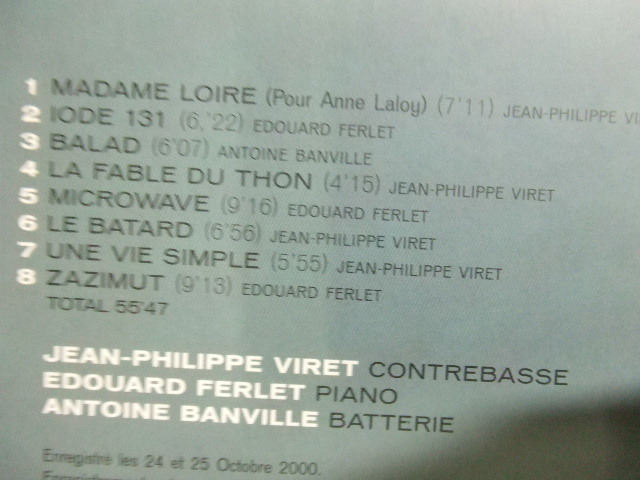 1 MADAME LOIRE (Pour Anne Laloy) (7'11) JEAN-PHILIPPE VI
2 IODE 131 (6,'22) EDOUARD FERLET
3 BALAD (6'07) ANTOINE BANVILLE
4 LA FABLE DU THON (4'15) JEAN-PHILIPPE VIRET
5 MICROWAVE (9'16) EDOUARD FERLET
6 LE BATARD (6'56) JEAN-PHILIPPE VIRET
7 UNE VIE SIMPLE (5'55) JEAN-PHILIPPE VIRET
8 ZAZIMUT (9'13) EDOUARD FERLET
TOTAL 55'47
JEAN-PHILIPPE VIRET CONTREBASSE
EDOUARD FERLET PIANO
ANTOINE BANVILLE BATTERIE
Enregistré les 24 et 25 Octobre 2000.